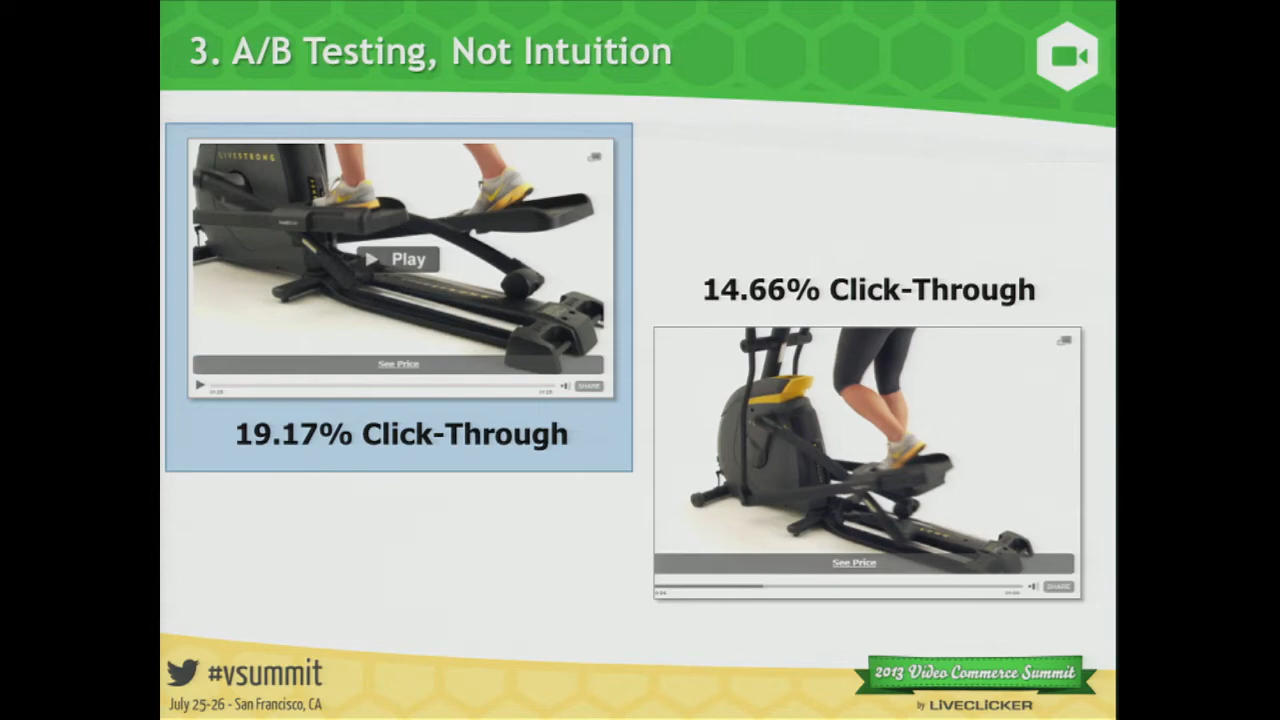 3. A/B Testing, Not Intuition
LIVESTRONG
Play
See Price
SHARE
19.17% Click-Through
14.66% Click-Through
See Price
SHARE
#vsummit
July 25-26 - San Francisco, CA
2013 Video Commerce Summit
by LIVECLICKER